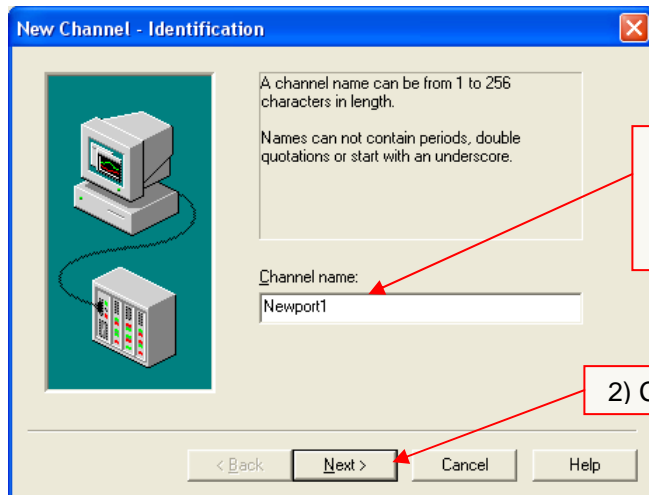 New Channel - Identification
A channel name can be from 1 to 256
characters in length.
Names can not contain periods, double
quotations or start with an underscore.
Channel name:
Newport1
2)
< Back
Next >
Cancel
Help